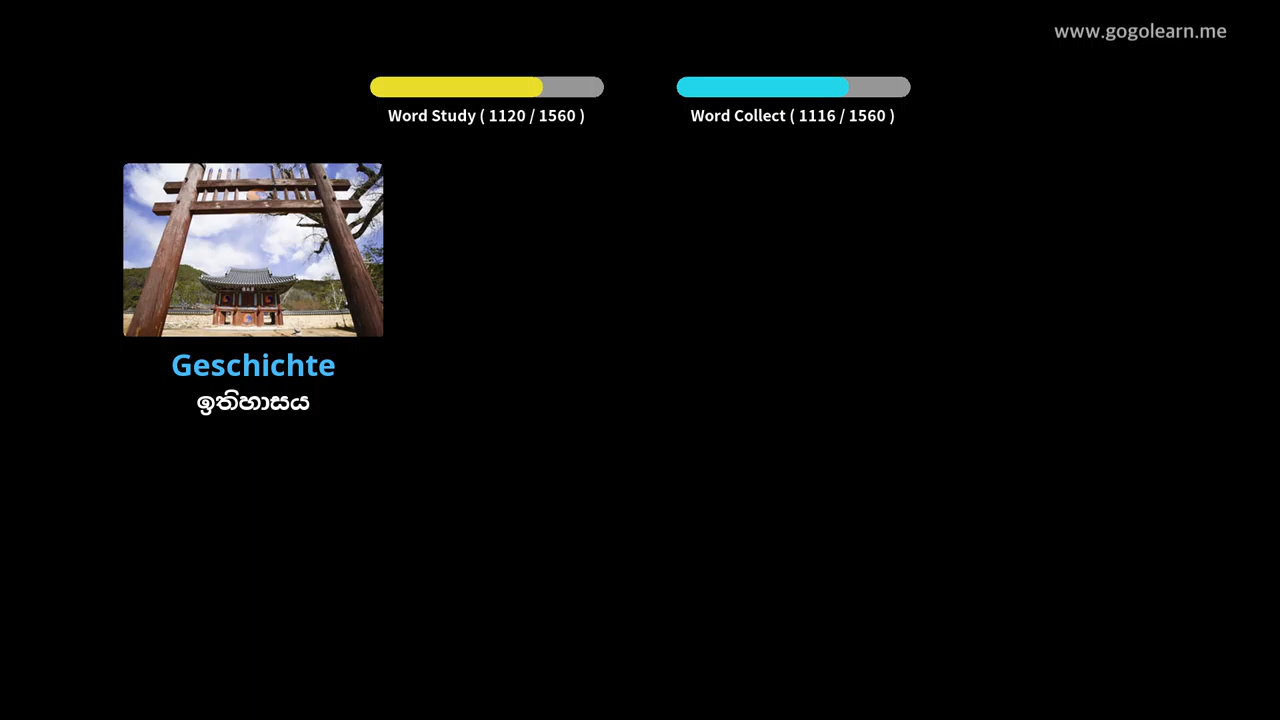 www.gogolearn.me
Word Study ( 1120 / 1560 )
Word Collect ( 1116 / 1560 )
Geschichte
ඉතිහාසය